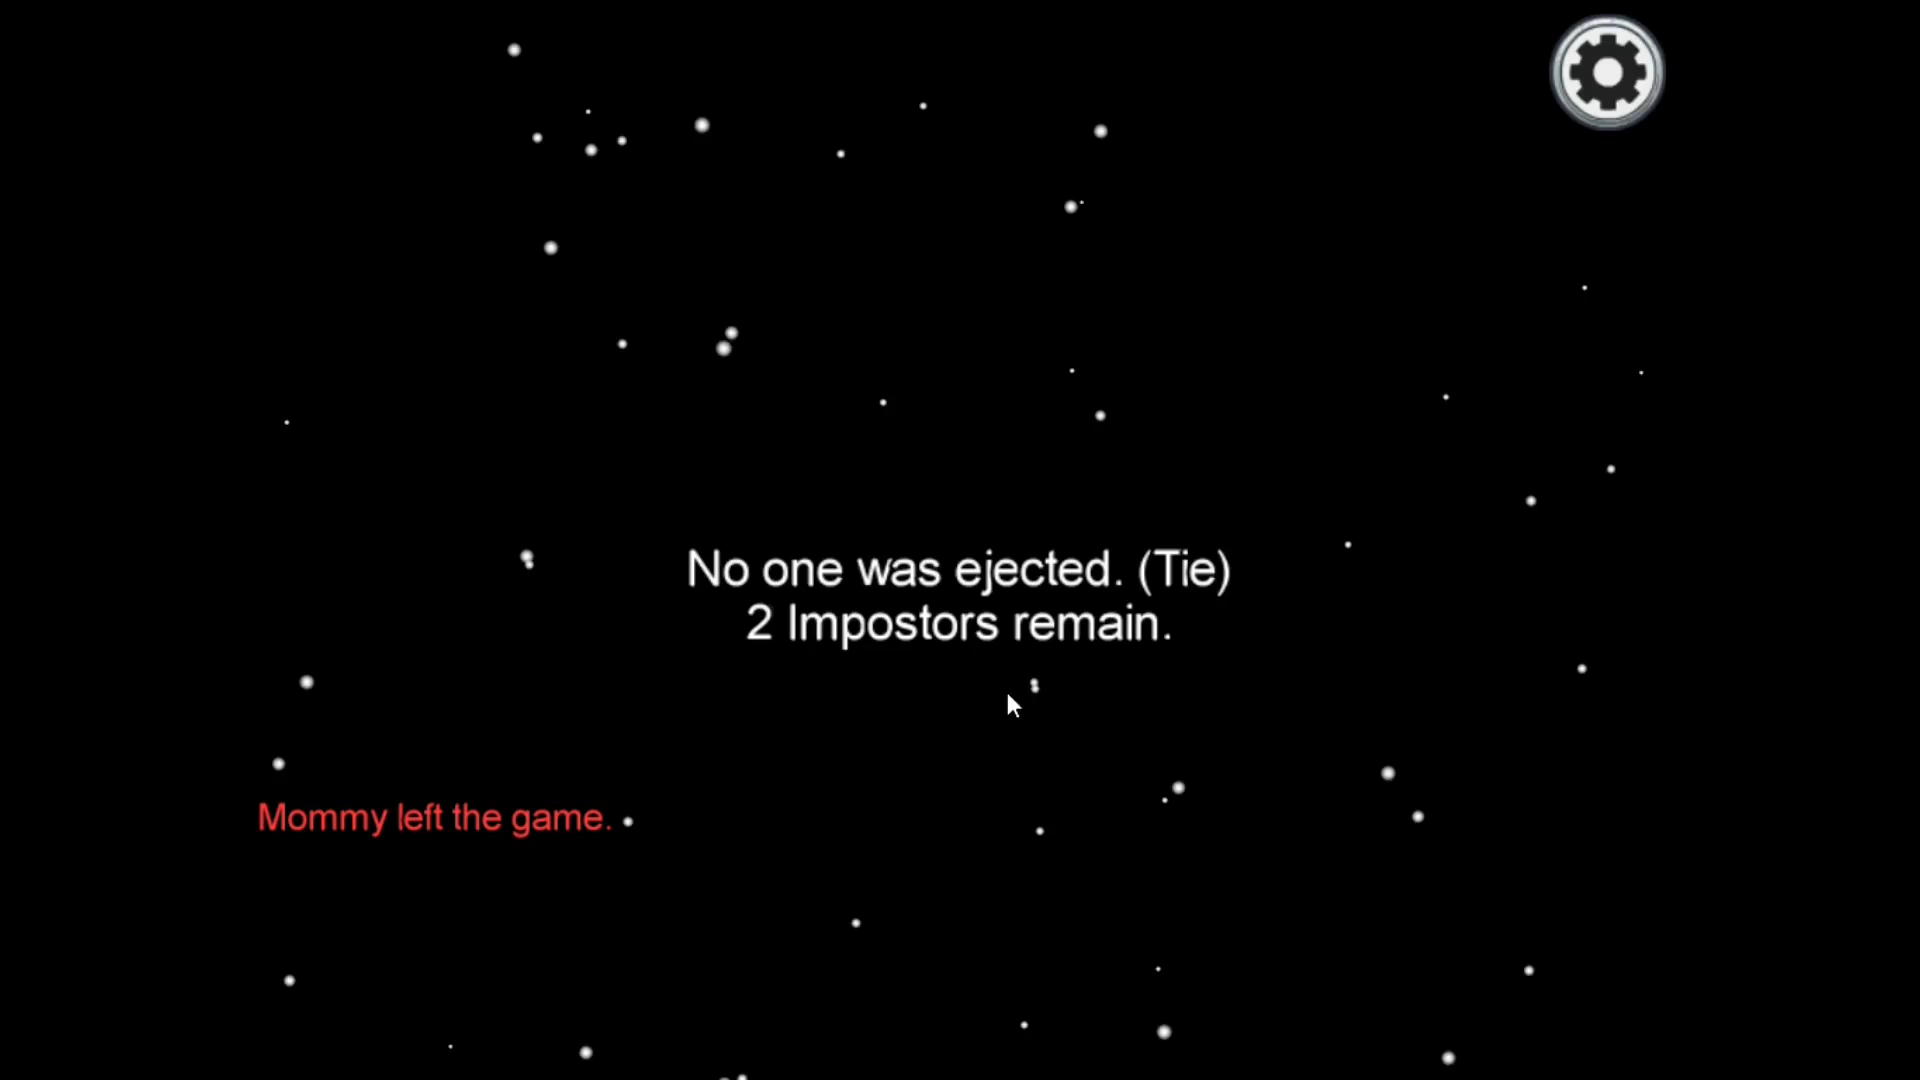 No one was ejected. (Tie)
2 Impostors remain.
Mommy left the game.